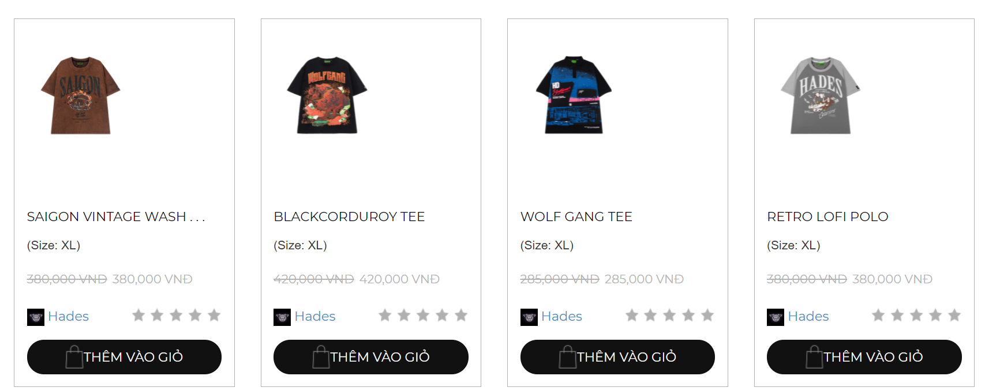 SAIGON
WOLFGANG
HD
HADES
SAIGON VINTAGE WASH . . .
(Size: XL)
380,000 VNĐ 380,000 VNĐ
Hades
THÊM VÀO GIỎ
BLACKCORDUROY TEE
(Size: XL)
420,000 VNĐ 420,000 VNĐ
Hades
THÊM VÀO GIỎ
WOLF GANG TEE
(Size: XL)
285,000 VNĐ 285,000 VNĐ
Hades
THÊM VÀO GIỎ
RETRO LOFI POLO
(Size: XL)
380,000 VNĐ 380,000 VNĐ
Hades
THÊM VÀO GIỎ